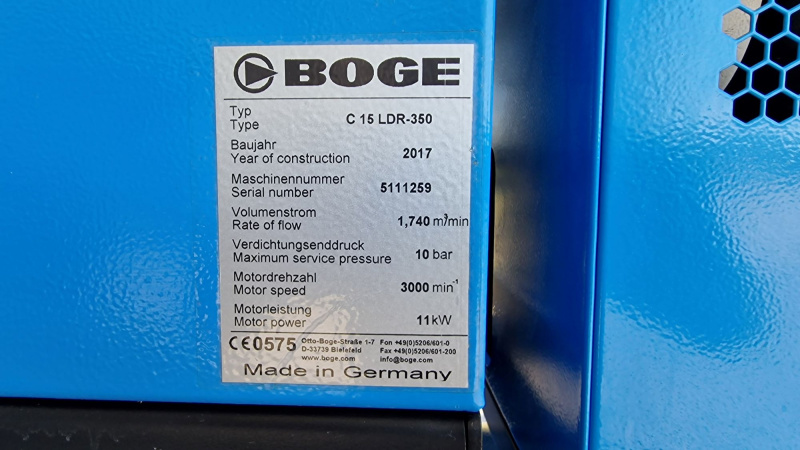 BOGE
Typ
Type C 15 LDR-350
Baujahr
Year of construction 2017
Maschinennummer
Serial number 5111259
Volumenstrom
Rate of flow 1,740 m³/min
Verdichtungsenddruck
Maximum service pressure 10 bar
Motordrehzahl
Motor speed 3000 min⁻¹
Motorleistung
Motor power 11 kW
CE0575 Otto-Boge-Straße 1-7 Fon +49(0)5206/601-0
D-33739 Bielefeld Fax +49(0)5206/601-200
www.boge.com info@boge.com
Made in Germany